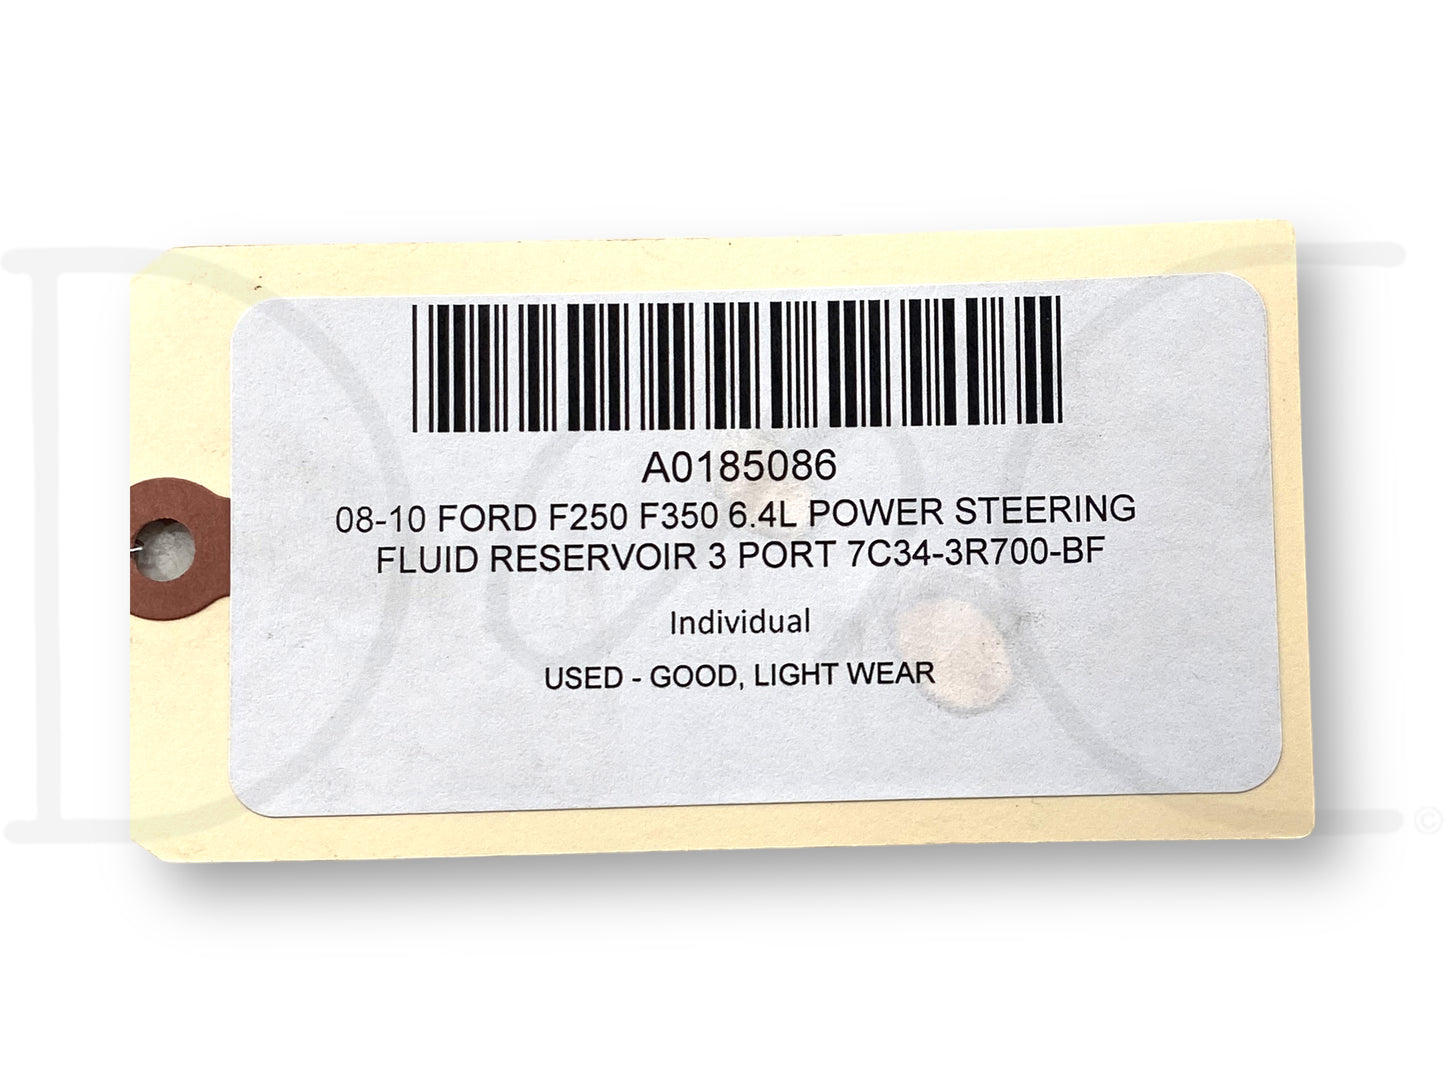 A0185086
08-10 FORD F250 F350 6.4L POWER STEERING
FLUID RESERVOIR 3 PORT 7C34-3R700-BF
Individual
USED - GOOD, LIGHT WEAR
©